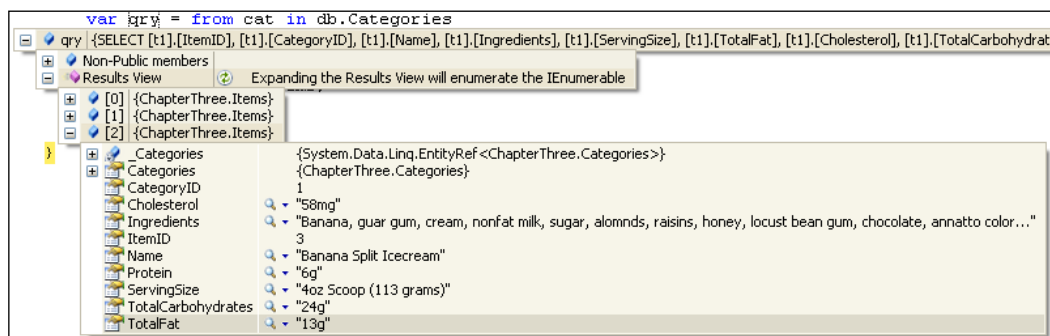 var qry = from cat in db.Categories
qry {SELECT [t1].[ItemID], [t1].[CategoryID], [t1].[Name], [t1].[Ingredients], [t1].[ServingSize], [t1].[TotalFat], [t1].[Cholesterol], [t1].[TotalCarbohydrat
Non-Public members
Results View Expanding the Results View will enumerate the IEnumerable
[0] {ChapterThree.Items}
[1] {ChapterThree.Items}
[2] {ChapterThree.Items}
} _Categories {System.Data.Linq.EntityRef<ChapterThree.Categories>}
Categories {ChapterThree.Categories}
CategoryID 1
Cholesterol "58mg"
Ingredients "Banana, guar gum, cream, nonfat milk, sugar, alomnds, raisins, honey, locust bean gum, chocolate, annatto color..."
ItemID 3
Name "Banana Split Icecream"
Protein "6g"
ServingSize "4oz Scoop (113 grams)"
TotalCarbohydrates "24g"
TotalFat "13g"